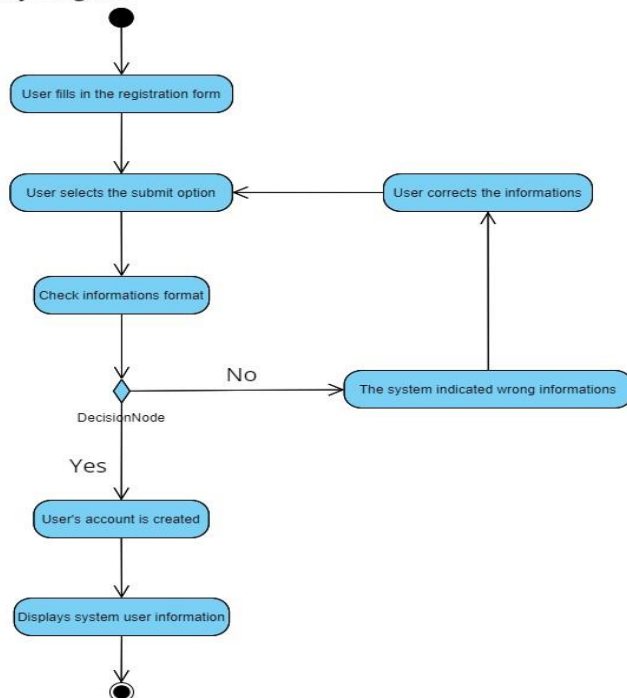 User fills in the registration form
User selects the submit option
User corrects the informations
Check informations format
No
The system indicated wrong informations
DecisionNode
Yes
User's account is created
Displays system user information